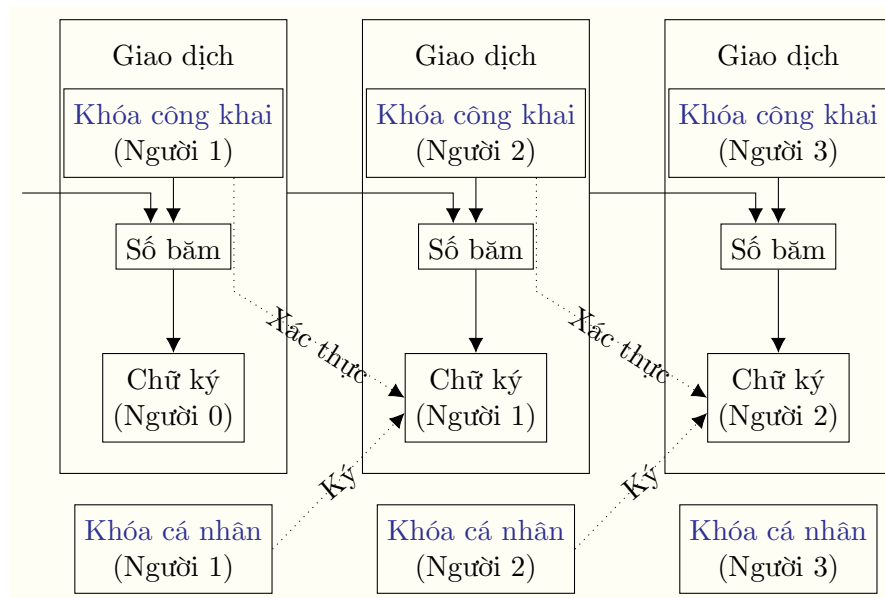 Giao dịch
Giao dịch
Giao dịch
Khóa công khai
(Người 1)
Khóa công khai
(Người 2)
Khóa công khai
(Người 3)
Số băm
Số băm
Số băm
Xác thực
Xác thực
Chữ ký
(Người 0)
Chữ ký
(Người 1)
Chữ ký
(Người 2)
Ký
Ký
Khóa cá nhân
(Người 1)
Khóa cá nhân
(Người 2)
Khóa cá nhân
(Người 3)